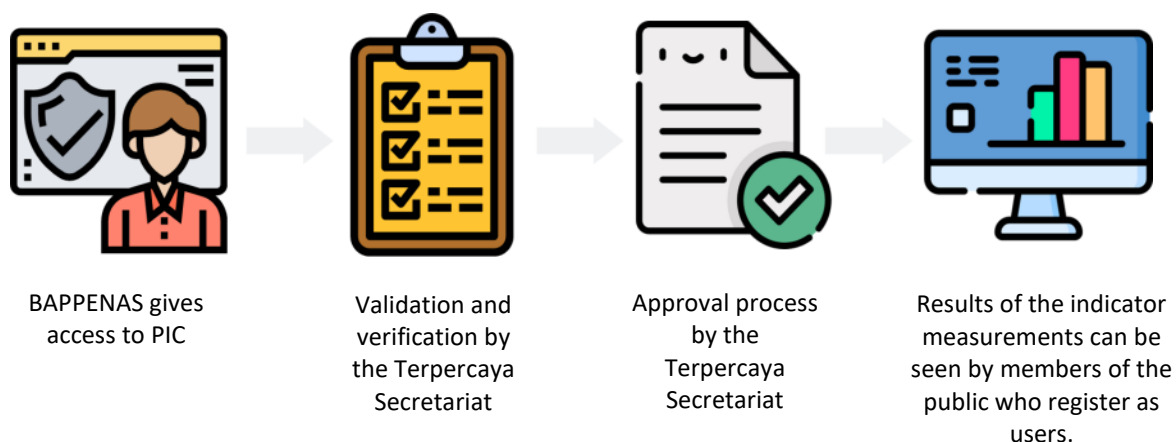 BAPPENAS gives
access to PIC
Validation and
verification by
the Terpercaya
Secretariat
Approval process
by the
Terpercaya
Secretariat
Results of the indicator
measurements can be
seen by members of the
public who register as
users.